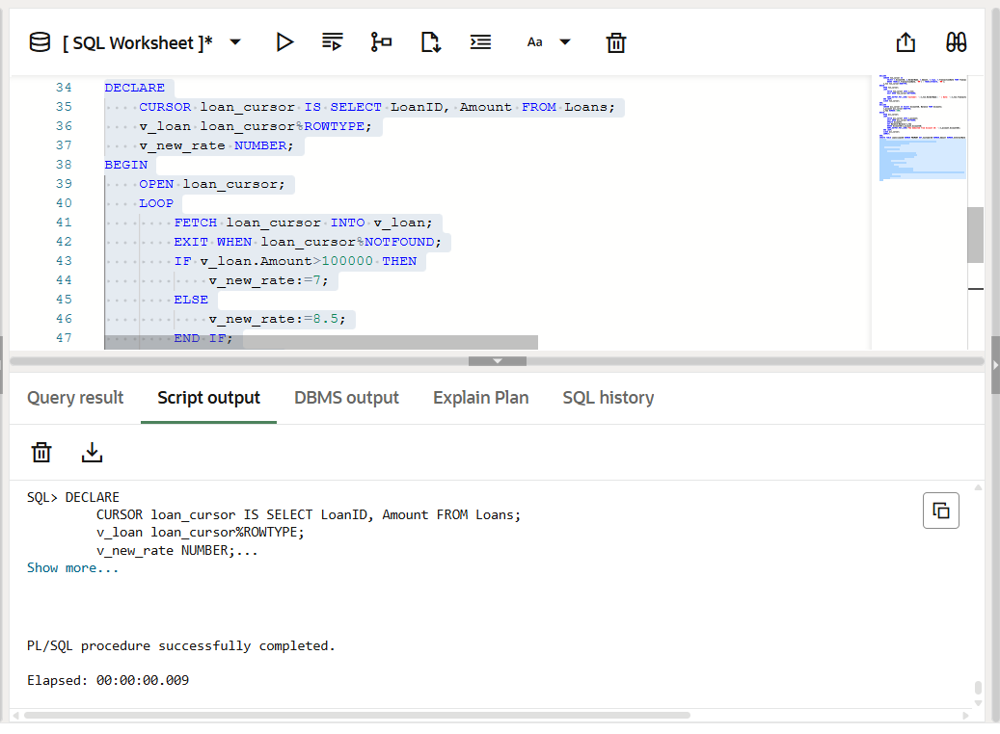 [ SQL Worksheet ]*
Aa
34 DECLARE
35     CURSOR loan_cursor IS SELECT LoanID, Amount FROM Loans;
36     v_loan loan_cursor%ROWTYPE;
37     v_new_rate NUMBER;
38 BEGIN
39     OPEN loan_cursor;
40     LOOP
41         FETCH loan_cursor INTO v_loan;
42         EXIT WHEN loan_cursor%NOTFOUND;
43         IF v_loan.Amount>100000 THEN
44             v_new_rate:=7;
45         ELSE
46             v_new_rate:=8.5;
47         END IF;
Query result Script output DBMS output Explain Plan SQL history
SQL> DECLARE
         CURSOR loan_cursor IS SELECT LoanID, Amount FROM Loans;
         v_loan loan_cursor%ROWTYPE;
         v_new_rate NUMBER;...
Show more...
PL/SQL procedure successfully completed.
Elapsed: 00:00:00.009